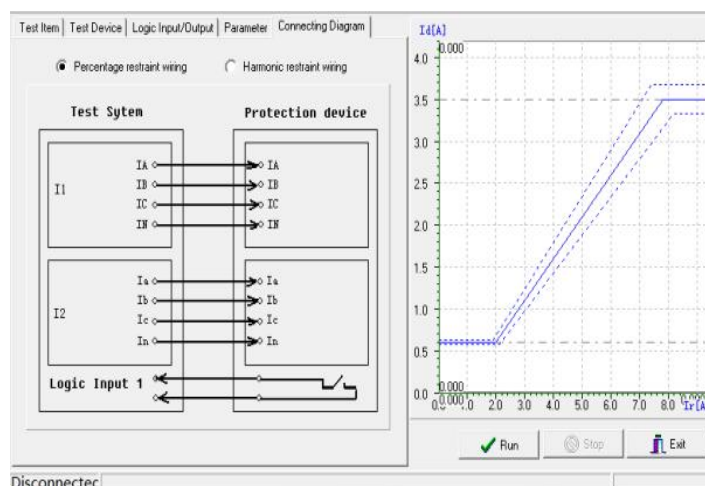 Test Item Test Device Logic Input/Output Parameter Connecting Diagram
Percentage restraint wiring Harmonic restraint wiring
Test Sytem Protection device
I1
IA IA
IB IB
IC IC
IN IN
I2
Ia Ia
Ib Ib
Ic Ic
In In
Logic Input 1
Id[A]
0.000
4.0
3.5
3.0
2.5
2.0
1.5
1.0
0.5
0.0
0.000
0.000
2.0 3.0 4.0 5.0 6.0 7.0 8.0 Ir[A
Run Stop Exit
Disconnectec